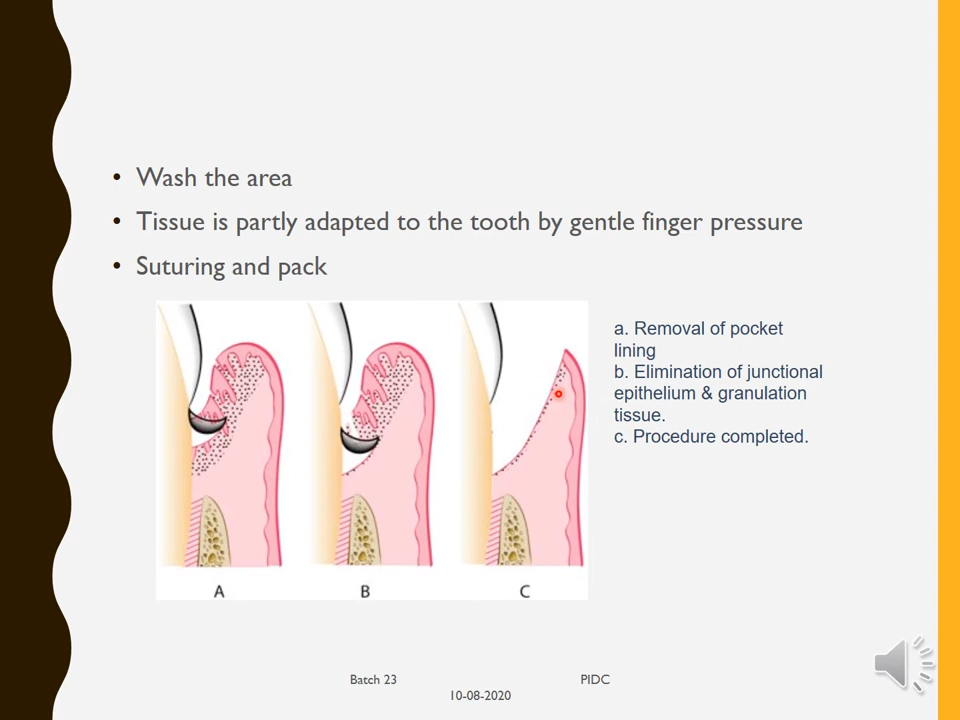 • Wash the area
• Tissue is partly adapted to the tooth by gentle finger pressure
• Suturing and pack
a. Removal of pocket
lining
b. Elimination of junctional
epithelium & granulation
tissue.
c. Procedure completed.
A B C
Batch 23 PIDC
10-08-2020